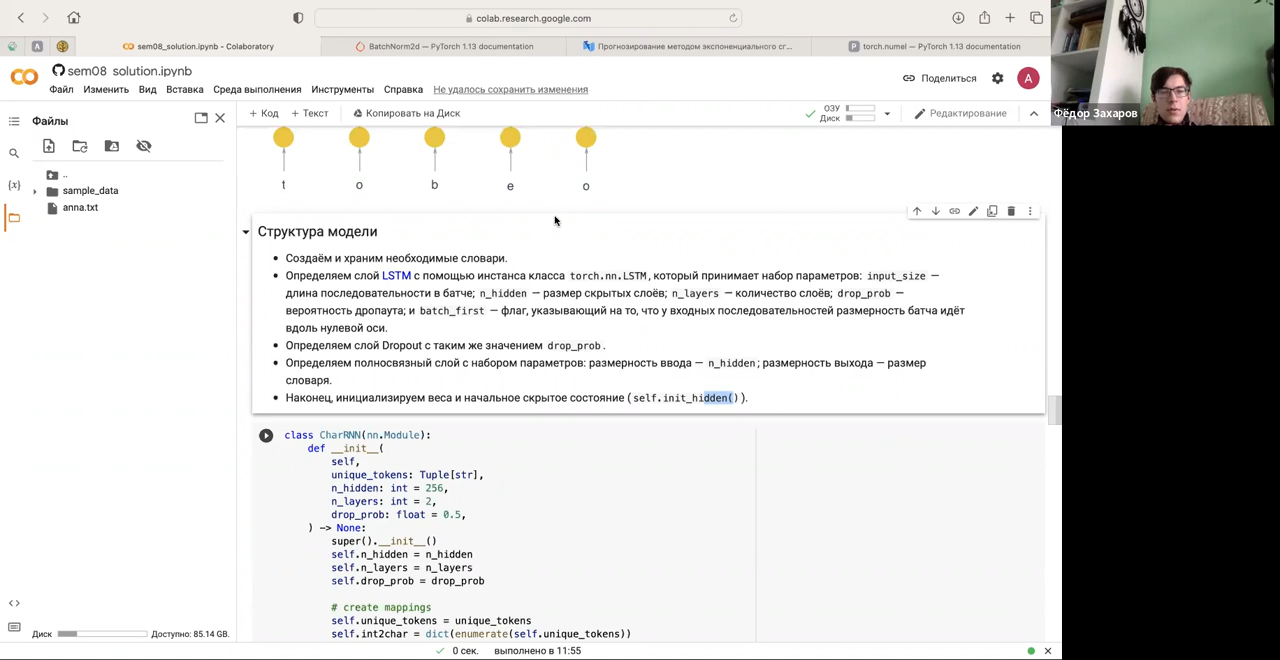 colab.research.google.com
sem08_solution.ipynb - Colaboratory
BatchNorm2d — PyTorch 1.13 documentation
Прогнозирование методом экспоненциального сг...
torch.numel — PyTorch 1.13 documentation
sem08 solution.ipynb
Файл Изменить Вид Вставка Среда выполнения Инструменты Справка Не удалось сохранить изменения
Поделиться
A
Фёдор Захаров
Файлы
+ Код + Текст Копировать на Диск
ОЗУ
Диск
Редактирование
..
sample_data
anna.txt
t o b e o
Структура модели
Создаём и храним необходимые словари.
Определяем слой LSTM с помощью инстанса класса torch.nn.LSTM, который принимает набор параметров: input_size —
длина последовательности в батче; n_hidden — размер скрытых слоёв; n_layers — количество слоёв; drop_prob —
вероятность дропаута; и batch_first — флаг, указывающий на то, что у входных последовательностей размерность батча идёт
вдоль нулевой оси.
Определяем слой Dropout с таким же значением drop_prob.
Определяем полносвязный слой с набором параметров: размерность ввода — n_hidden; размерность выхода — размер
словаря.
Наконец, инициализируем веса и начальное скрытое состояние (self.init_hidden()).
class CharRNN(nn.Module):
def __init__(
self,
unique_tokens: Tuple[str],
n_hidden: int = 256,
n_layers: int = 2,
drop_prob: float = 0.5,
) -> None:
super().__init__()
self.n_hidden = n_hidden
self.n_layers = n_layers
self.drop_prob = drop_prob
# create mappings
self.unique_tokens = unique_tokens
self.int2char = dict(enumerate(self.unique_tokens))
Диск Доступно: 85.14 GB.
0 сек. выполнено в 11:55